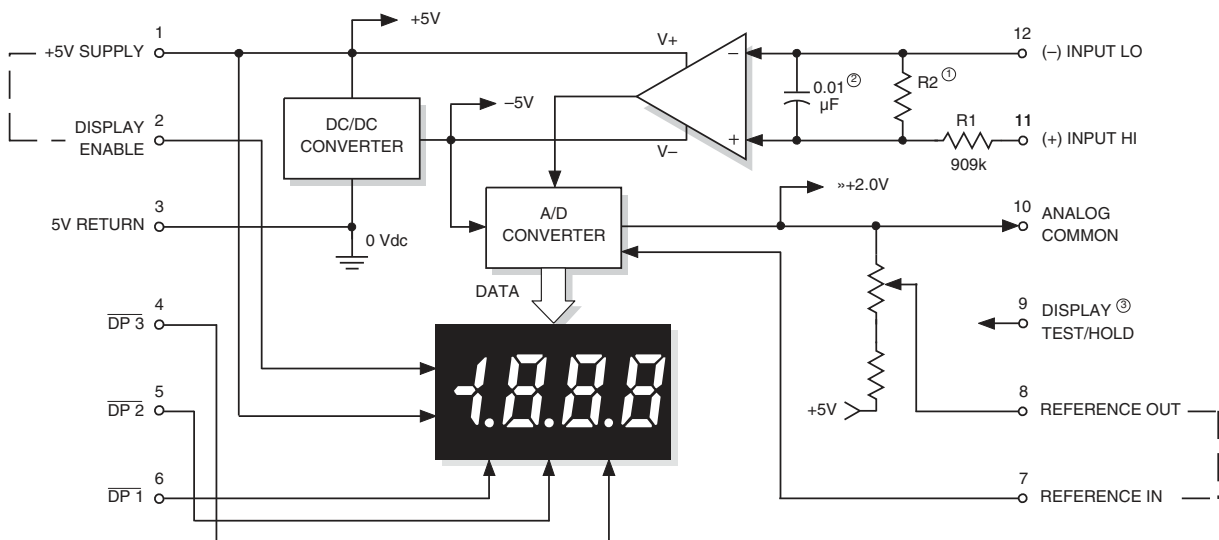 +5V SUPPLY
1
DISPLAY
ENABLE
2
5V RETURN
3
DP 3
4
DP 2
5
DP 1
6
+5V
DC/DC
CONVERTER
0 Vdc
–5V
V+
V–
–
+
0.01 ②
µF
R2 ①
R1
909k
A/D
CONVERTER
DATA
»+2.0V
+5V
-1.8.8.8
12
(–) INPUT LO
11
(+) INPUT HI
10
ANALOG
COMMON
9
DISPLAY ③
TEST/HOLD
8
REFERENCE OUT
7
REFERENCE IN